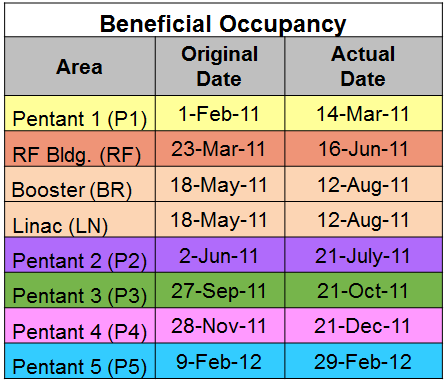 Beneficial Occupancy
Area Original Date Actual Date
Pentant 1 (P1) 1-Feb-11 14-Mar-11
RF Bldg. (RF) 23-Mar-11 16-Jun-11
Booster (BR) 18-May-11 12-Aug-11
Linac (LN) 18-May-11 12-Aug-11
Pentant 2 (P2) 2-Jun-11 21-July-11
Pentant 3 (P3) 27-Sep-11 21-Oct-11
Pentant 4 (P4) 28-Nov-11 21-Dec-11
Pentant 5 (P5) 9-Feb-12 29-Feb-12